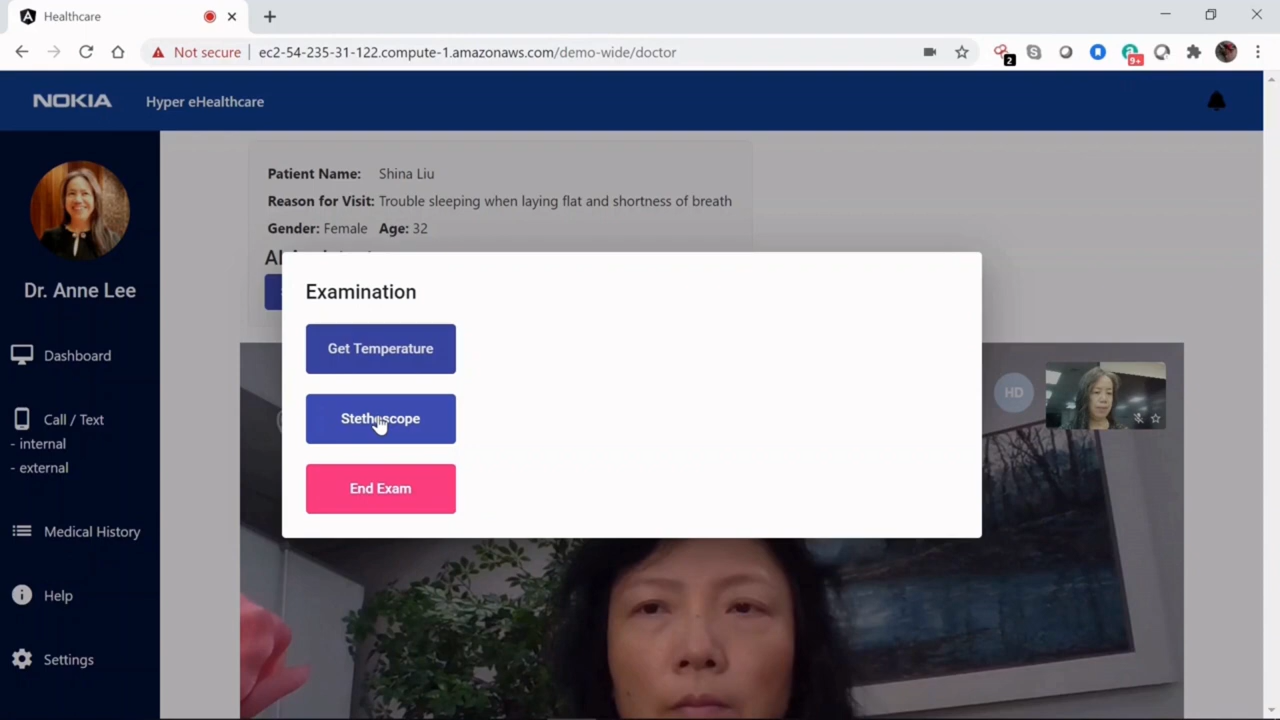 Healthcare
Not secure
ec2-54-235-31-122.compute-1.amazonaws.com/demo-wide/doctor
2
9+
NOKIA
Hyper eHealthcare
Dr. Anne Lee
Dashboard
Call / Text
- internal
- external
Medical History
Help
Settings
Patient Name: Shina Liu
Reason for Visit: Trouble sleeping when laying flat and shortness of breath
Gender: Female Age: 32
Examination
Get Temperature
Stethoscope
End Exam
HD